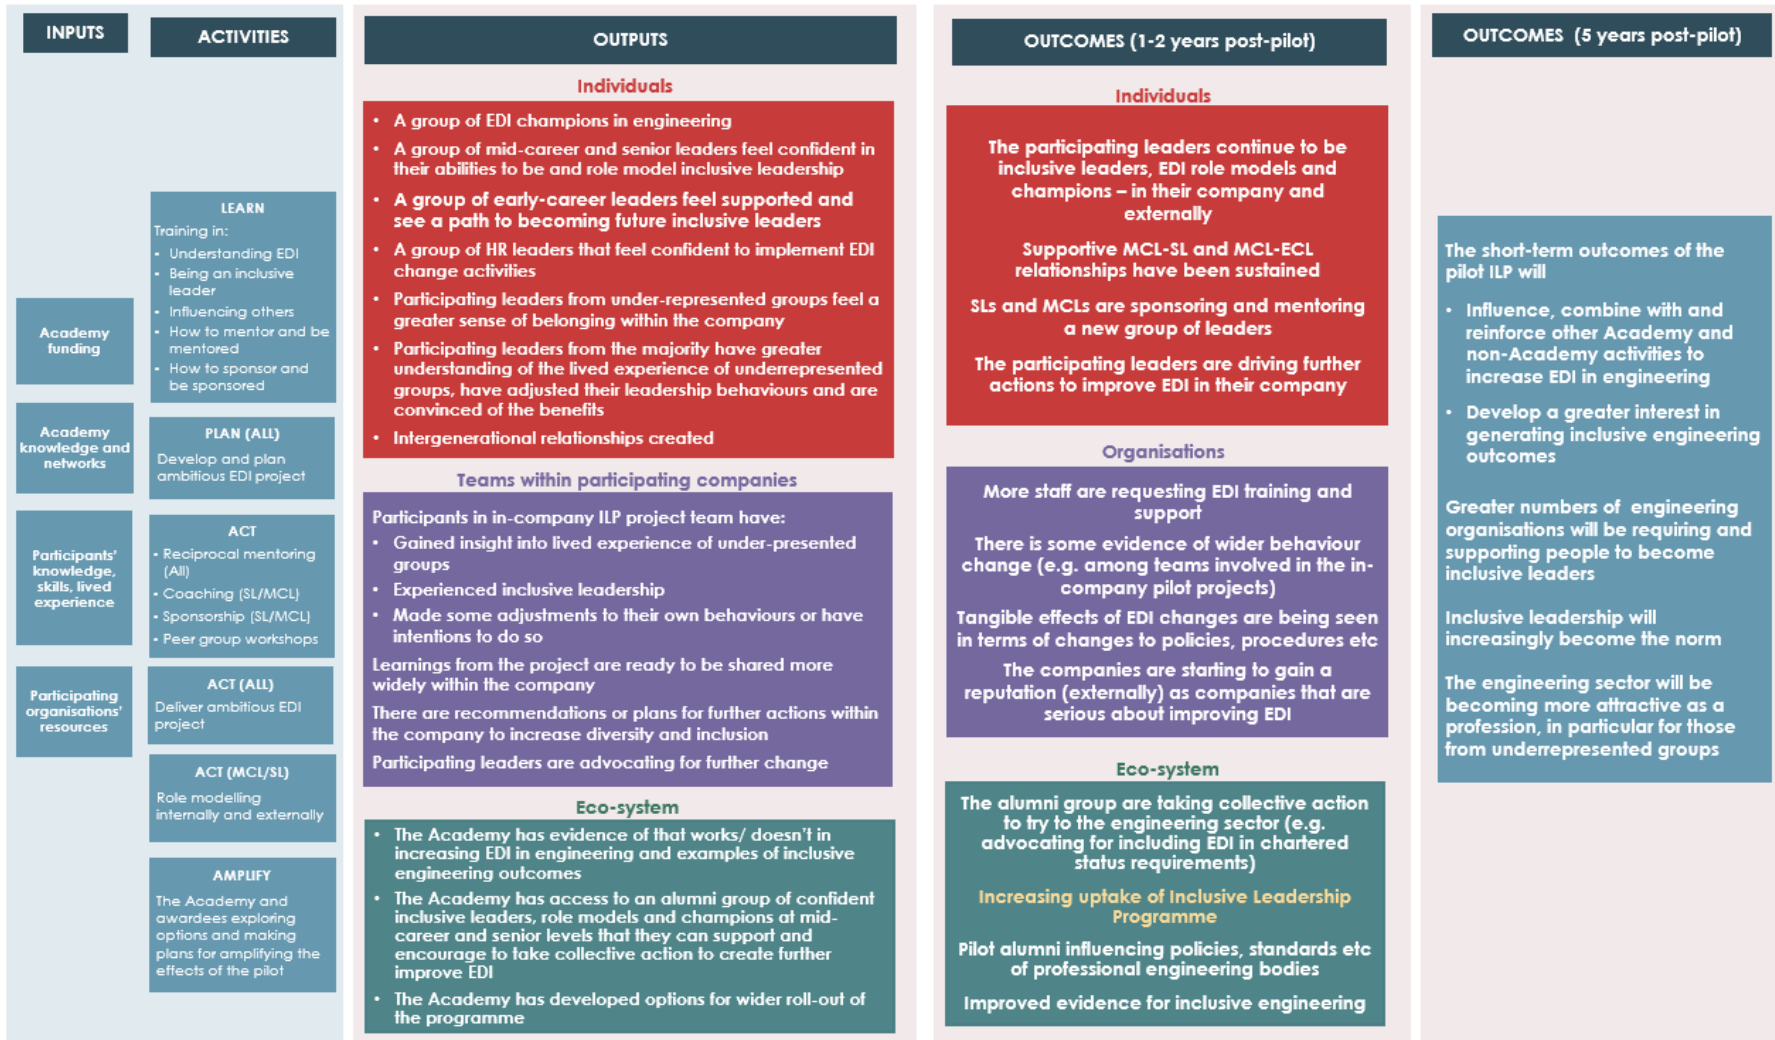 INPUTS
Academy
funding
Academy
knowledge and
networks
Participants'
knowledge,
skills, lived
experience
Participating
organisations'
resources
ACTIVITIES
LEARN
Training in:
• Understanding EDI
• Being an inclusive
leader
• Influencing others
• How to mentor and be
mentored
• How to sponsor and
be sponsored
PLAN (ALL)
Develop and plan
ambitious EDI project
ACT
• Reciprocal mentoring
(All)
• Coaching (SL/MCL)
• Sponsorship (SL/MCL)
• Peer group workshops
ACT (ALL)
Deliver ambitious EDI
project
ACT (MCL/SL)
Role modelling
internally and externally
AMPLIFY
The Academy and
awardees exploring
options and making
plans for amplifying the
effects of the pilot
OUTPUTS
Individuals
• A group of EDI champions in engineering
• A group of mid-career and senior leaders feel confident in
their abilities to be and role model inclusive leadership
• A group of early-career leaders feel supported and
see a path to becoming future inclusive leaders
• A group of HR leaders that feel confident to implement EDI
change activities
• Participating leaders from under-represented groups feel a
greater sense of belonging within the company
• Participating leaders from the majority have greater
understanding of the lived experience of underrepresented
groups, have adjusted their leadership behaviours and are
convinced of the benefits
• Intergenerational relationships created
Teams within participating companies
Participants in in-company ILP project team have:
• Gained insight into lived experience of under-presented
groups
• Experienced inclusive leadership
• Made some adjustments to their own behaviours or have
intentions to do so
Learnings from the project are ready to be shared more
widely within the company
There are recommendations or plans for further actions within
the company to increase diversity and inclusion
Participating leaders are advocating for further change
Eco-system
• The Academy has evidence of that works/ doesn't in
increasing EDI in engineering and examples of inclusive
engineering outcomes
• The Academy has access to an alumni group of confident
inclusive leaders, role models and champions at mid-
career and senior levels that they can support and
encourage to take collective action to create further
improve EDI
• The Academy has developed options for wider roll-out of
the programme
OUTCOMES (1-2 years post-pilot)
Individuals
The participating leaders continue to be
inclusive leaders, EDI role models and
champions – in their company and
externally
Supportive MCL-SL and MCL-ECL
relationships have been sustained
SLs and MCLs are sponsoring and mentoring
a new group of leaders
The participating leaders are driving further
actions to improve EDI in their company
Organisations
More staff are requesting EDI training and
support
There is some evidence of wider behaviour
change (e.g. among teams involved in the in-
company pilot projects)
Tangible effects of EDI changes are being seen
in terms of changes to policies, procedures etc
The companies are starting to gain a
reputation (externally) as companies that are
serious about improving EDI
Eco-system
The alumni group are taking collective action
to try to the engineering sector (e.g.
advocating for including EDI in chartered
status requirements)
Increasing uptake of Inclusive Leadership
Programme
Pilot alumni influencing policies, standards etc
of professional engineering bodies
Improved evidence for inclusive engineering
OUTCOMES (5 years post-pilot)
The short-term outcomes of the
pilot ILP will
• Influence, combine with and
reinforce other Academy and
non-Academy activities to
increase EDI in engineering
• Develop a greater interest in
generating inclusive engineering
outcomes
Greater numbers of engineering
organisations will be requiring and
supporting people to become
inclusive leaders
Inclusive leadership will
increasingly become the norm
The engineering sector will be
becoming more attractive as a
profession, in particular for those
from underrepresented groups